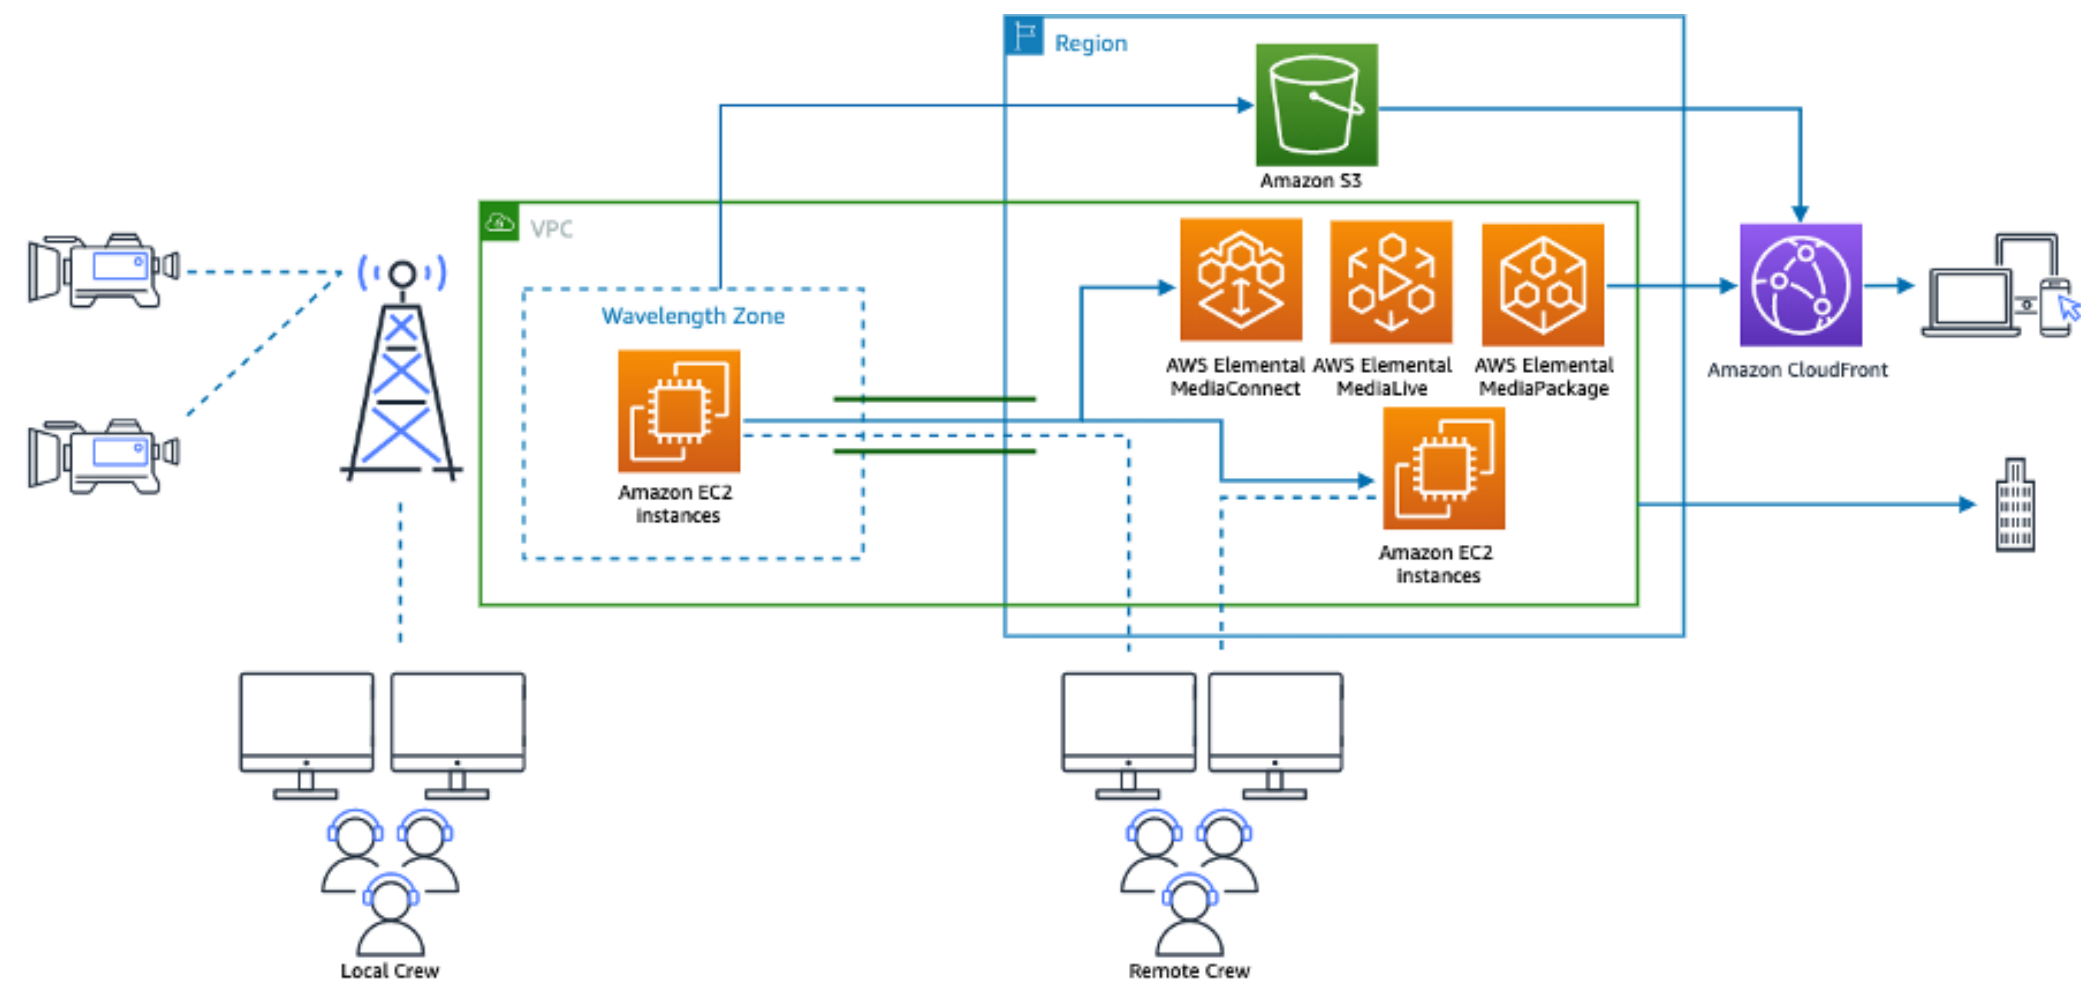 Region
Amazon S3
VPC
Wavelength Zone
Amazon EC2
instances
AWS Elemental
MediaConnect
AWS Elemental
MediaLive
AWS Elemental
MediaPackage
Amazon CloudFront
Amazon EC2
instances
Local Crew
Remote Crew